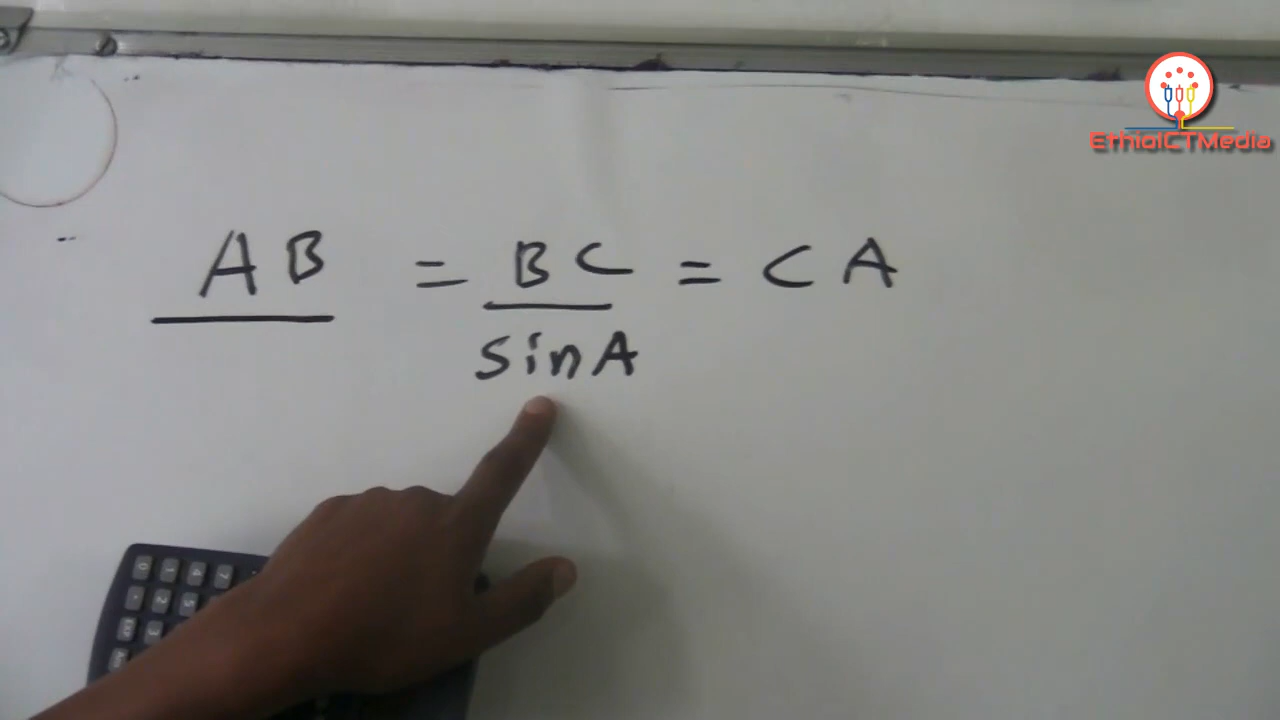 EthioICTMedia
AB = BC = CA
sinA